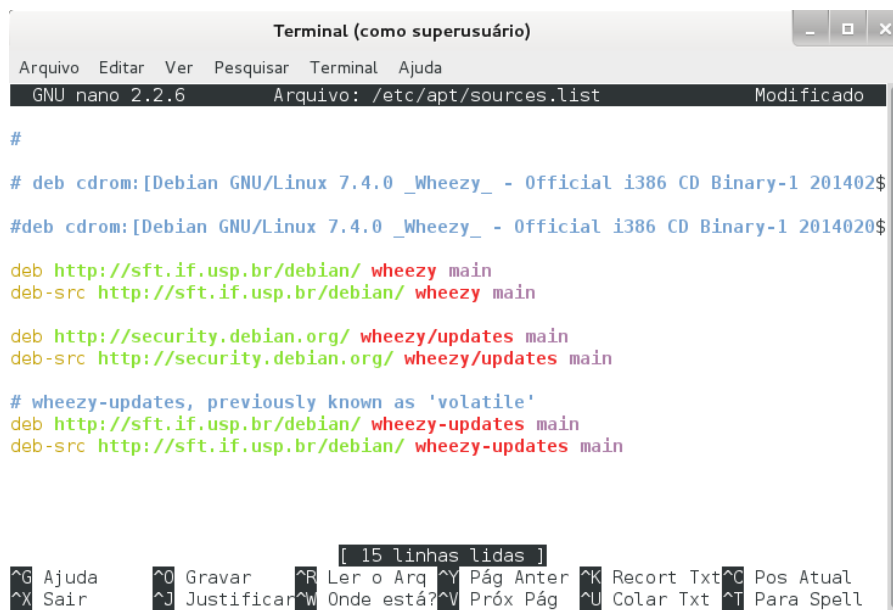 Terminal (como superusuário)
Arquivo Editar Ver Pesquisar Terminal Ajuda
GNU nano 2.2.6 Arquivo: /etc/apt/sources.list Modificado
#
# deb cdrom:[Debian GNU/Linux 7.4.0 _Wheezy_ - Official i386 CD Binary-1 201402$
#deb cdrom:[Debian GNU/Linux 7.4.0 _Wheezy_ - Official i386 CD Binary-1 2014020$
deb http://sft.if.usp.br/debian/ wheezy main
deb-src http://sft.if.usp.br/debian/ wheezy main
deb http://security.debian.org/ wheezy/updates main
deb-src http://security.debian.org/ wheezy/updates main
# wheezy-updates, previously known as 'volatile'
deb http://sft.if.usp.br/debian/ wheezy-updates main
deb-src http://sft.if.usp.br/debian/ wheezy-updates main
[ 15 linhas lidas ]
^G Ajuda ^O Gravar ^R Ler o Arq ^Y Pág Anter ^K Recort Txt ^C Pos Atual
^X Sair ^J Justificar ^W Onde está? ^V Próx Pág ^U Colar Txt ^T Para Spell